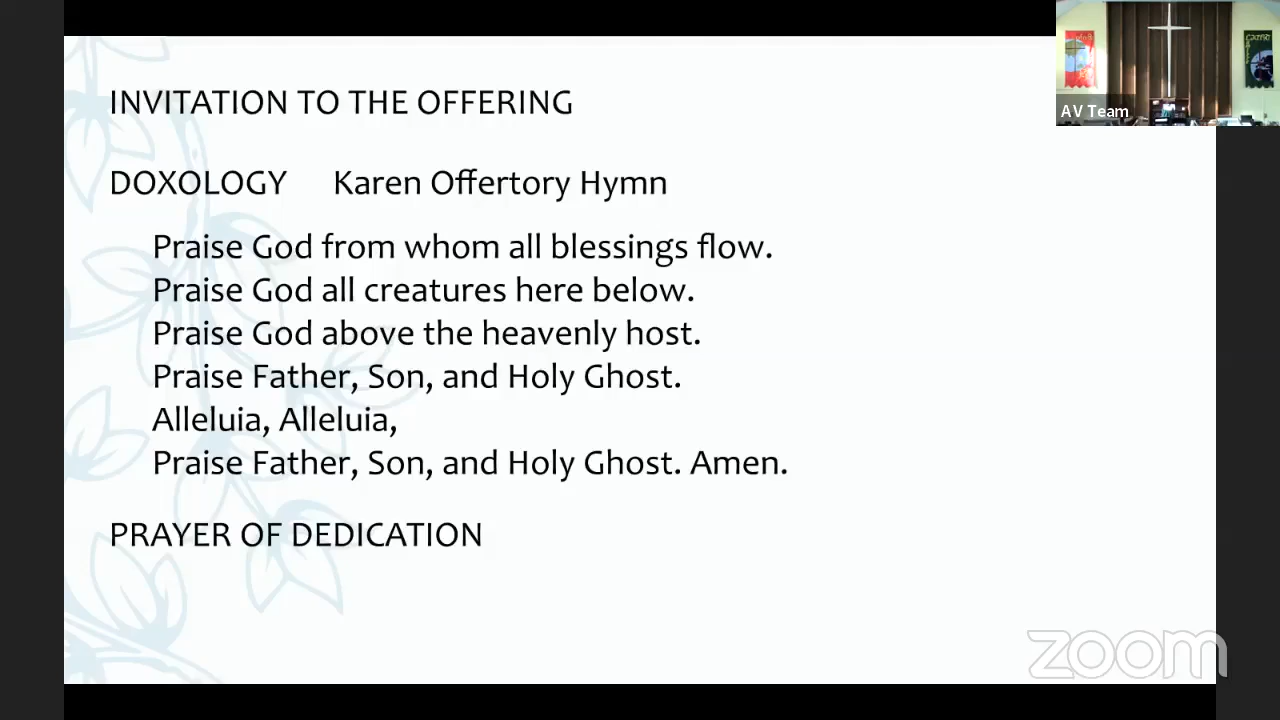 INVITATION TO THE OFFERING
AV Team
DOXOLOGY Karen Offertory Hymn
Praise God from whom all blessings flow.
Praise God all creatures here below.
Praise God above the heavenly host.
Praise Father, Son, and Holy Ghost.
Alleluia, Alleluia,
Praise Father, Son, and Holy Ghost. Amen.
PRAYER OF DEDICATION
zoom